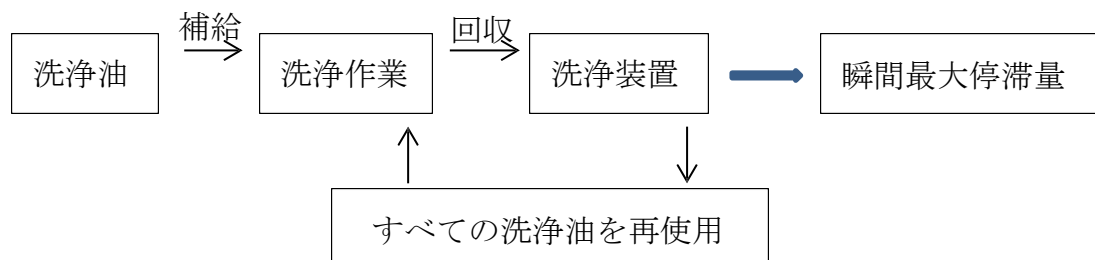 補給
回収
洗浄油
洗浄作業
洗浄装置
瞬間最大停滞量
すべての洗浄油を再使用